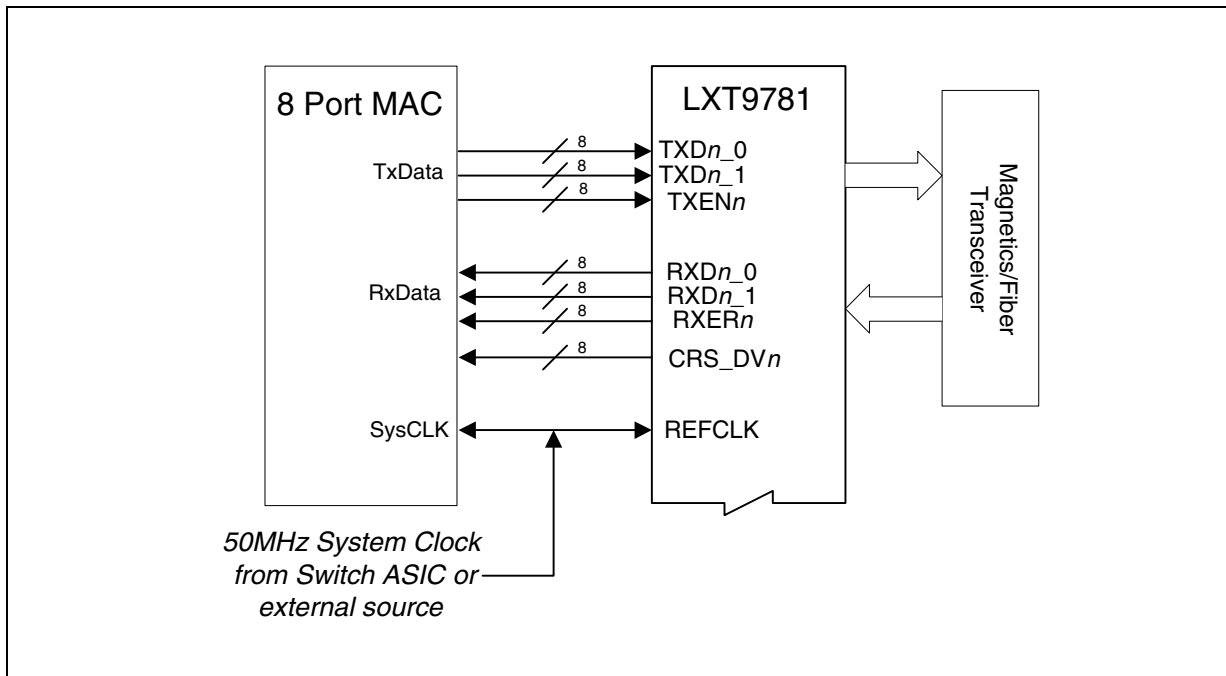 8 Port MAC
LXT9781
TxData
8
TXDn_0
8
TXDn_1
8
TXENn
RxData
8
RXDn_0
8
RXDn_1
8
RXERn
8
CRS_DVn
SysCLK
REFCLK
Magnetics/Fiber
Transceiver
50MHz System Clock
from Switch ASIC or
external source